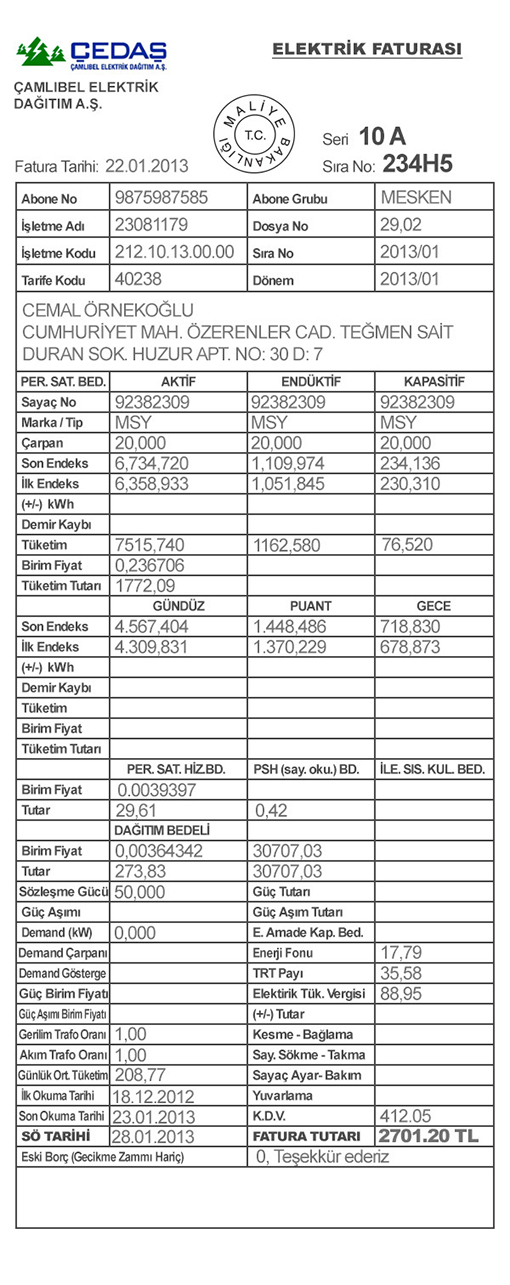 ÇEDAŞ
ÇAMLIBEL ELEKTRİK DAĞITIM A.Ş.
ELEKTRİK FATURASI
ÇAMLIBEL ELEKTRİK
DAĞITIM A.Ş.
MALİYE BAKANLIĞI
T.C.
Seri 10 A
Fatura Tarihi: 22.01.2013 Sıra No: 234H5
Abone No 9875987585 Abone Grubu MESKEN
İşletme Adı 23081179 Dosya No 29,02
İşletme Kodu 212.10.13.00.00 Sıra No 2013/01
Tarife Kodu 40238 Dönem 2013/01
CEMAL ÖRNEKOĞLU
CUMHURİYET MAH. ÖZERENLER CAD. TEĞMEN SAİT
DURAN SOK. HUZUR APT. NO: 30 D: 7
PER. SAT. BED. AKTİF ENDÜKTİF KAPASİTİF
Sayaç No 92382309 92382309 92382309
Marka / Tip MSY MSY MSY
Çarpan 20,000 20,000 20,000
Son Endeks 6,734,720 1,109,974 234,136
İlk Endeks 6,358,933 1,051,845 230,310
(+/-) kWh
Demir Kaybı
Tüketim 7515,740 1162,580 76,520
Birim Fiyat 0,236706
Tüketim Tutarı 1772,09
GÜNDÜZ PUANT GECE
Son Endeks 4.567,404 1.448,486 718,830
İlk Endeks 4.309,831 1.370,229 678,873
(+/-) kWh
Demir Kaybı
Tüketim
Birim Fiyat
Tüketim Tutarı
PER. SAT. HİZ.BD. PSH (say. oku.) BD. İLE. SIS. KUL. BED.
Birim Fiyat 0.0039397
Tutar 29,61 0,42
DAĞITIM BEDELİ
Birim Fiyat 0,00364342 30707,03
Tutar 273,83 30707,03
Sözleşme Gücü 50,000 Güç Tutarı
Güç Aşımı Güç Aşım Tutarı
Demand (kW) 0,000 E. Amade Kap. Bed.
Demand Çarpanı Enerji Fonu 17,79
Demand Gösterge TRT Payı 35,58
Güç Birim Fiyatı Elektirik Tük. Vergisi 88,95
Güç Aşımı Birim Fiyatı (+/-) Tutar
Gerilim Trafo Oranı 1,00 Kesme - Bağlama
Akım Trafo Oranı 1,00 Say. Sökme - Takma
Günlük Ort. Tüketim 208,77 Sayaç Ayar- Bakım
İlk Okuma Tarihi 18.12.2012 Yuvarlama
Son Okuma Tarihi 23.01.2013 K.D.V. 412.05
SÖ TARİHİ 28.01.2013 FATURA TUTARI 2701.20 TL
Eski Borç (Gecikme Zammı Hariç) 0, Teşekkür ederiz